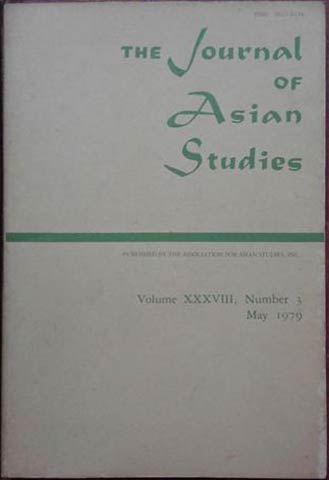 THE Journal
OF
Asian
Studies
PUBLISHED BY THE ASSOCIATION FOR ASIAN STUDIES, INC.
Volume XXXVIII, Number 3
May 1979